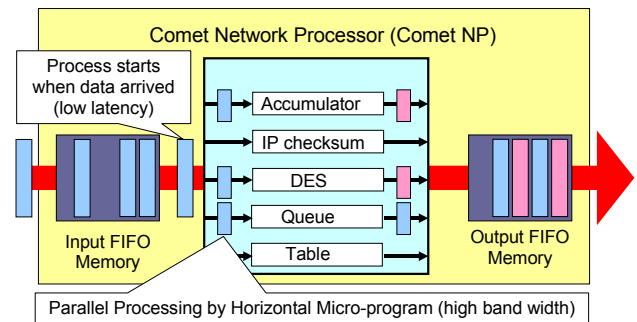 Comet Network Processor (Comet NP)
Process starts
when data arrived
(low latency)
Accumulator
IP checksum
DES
Queue
Table
Input FIFO
Memory
Output FIFO
Memory
Parallel Processing by Horizontal Micro-program (high band width)